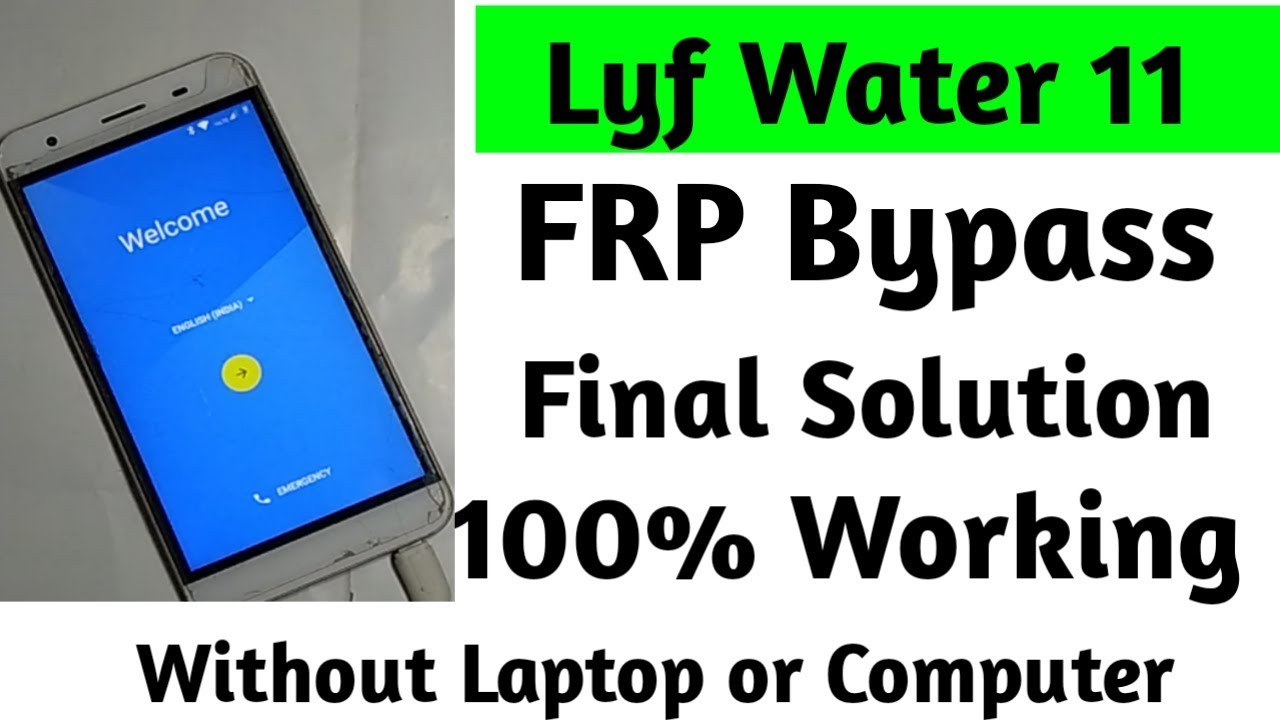 Lyf Water 11
FRP Bypass
Final Solution
100% Working
Without Laptop or Computer
Welcome
ENGLISH (INDIA)
EMERGENCY